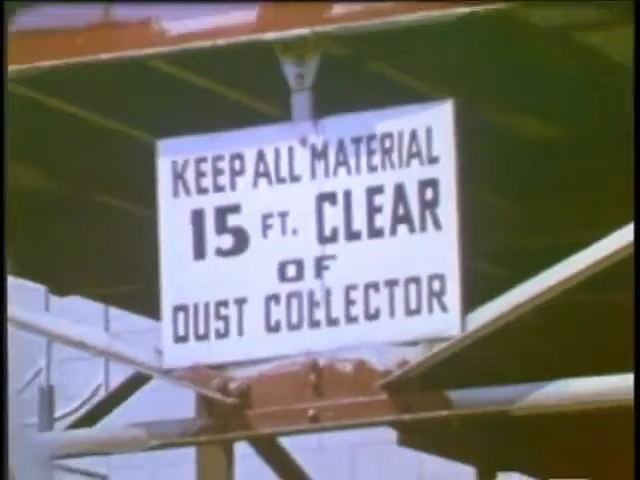 KEEP ALL MATERIAL
15 FT. CLEAR
OF
DUST COLLECTOR